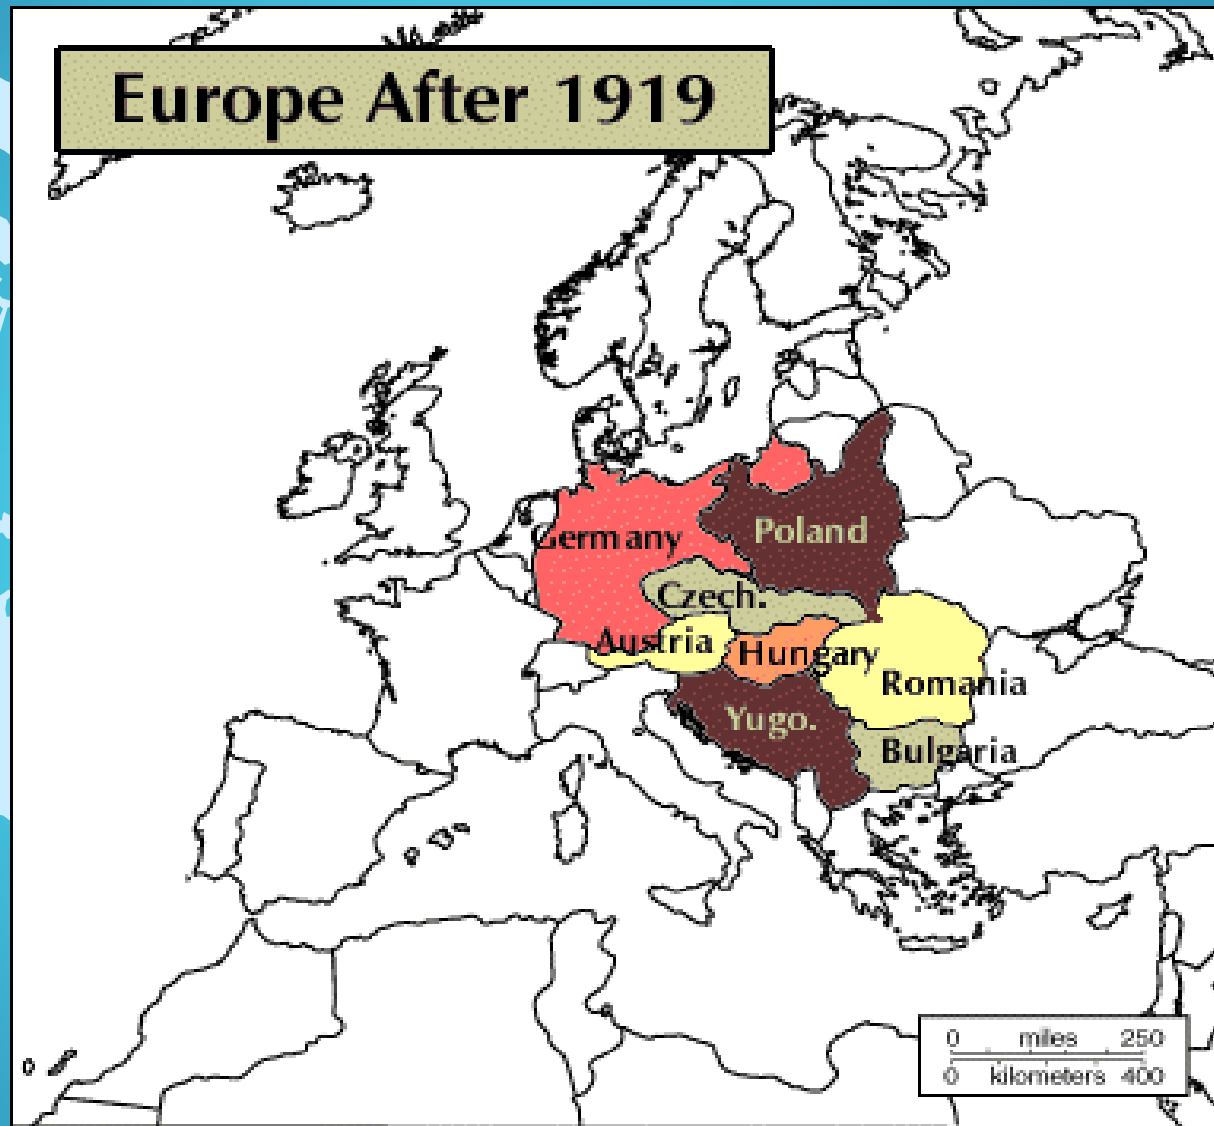 Europe After 1919
Poland
Germany
Czech.
Austria
Hungary
Romania
Yugo.
Bulgaria
0 miles 250
0 kilometers 400